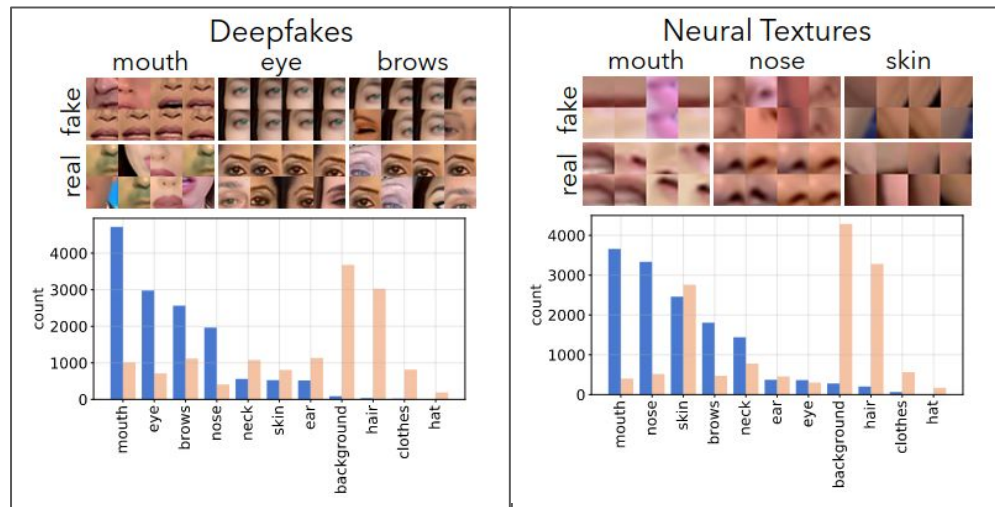 Deepfakes
mouth eye brows
fake
real
4000
3000
2000
1000
0
count
mouth
eye
brows
nose
neck
skin
ear
background
hair
clothes
hat
Neural Textures
mouth nose skin
fake
real
4000
3000
2000
1000
0
count
mouth
nose
skin
brows
neck
ear
eye
background
hair
clothes
hat